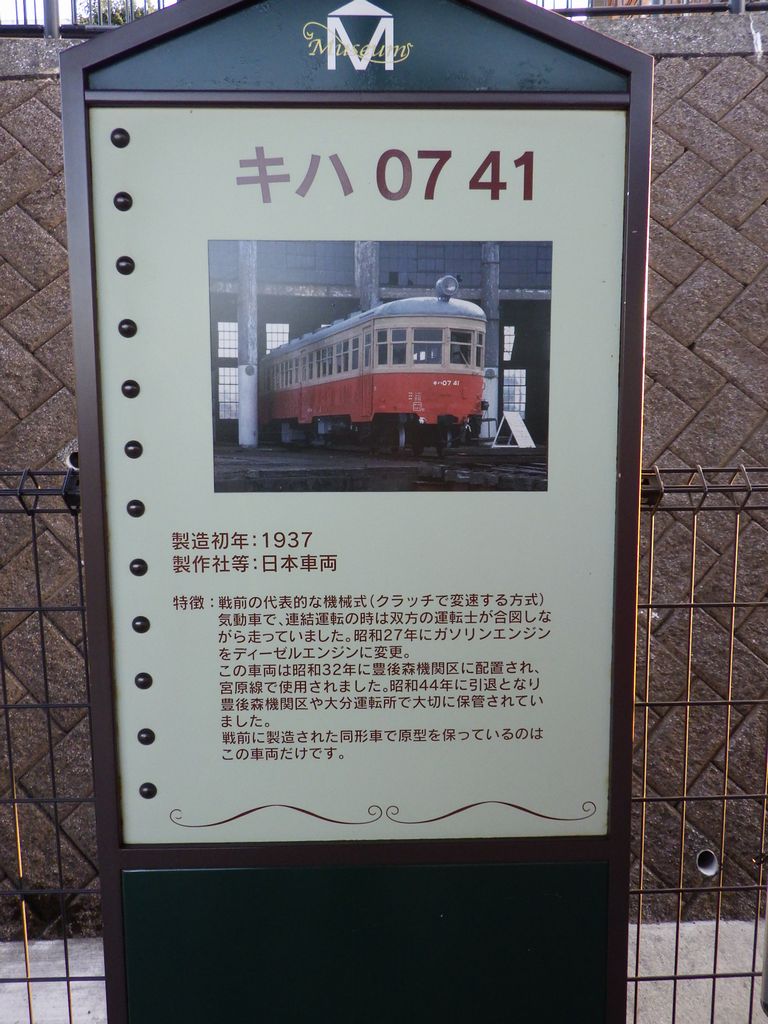 Museums
M
キハ 07 41
キハ07 41
製造初年：1937
製作社等：日本車両
特徴：戦前の代表的な機械式（クラッチで変速する方式）
気動車で、連結運転の時は双方の運転士が合図しな
がら走っていました。昭和27年にガソリンエンジン
をディーゼルエンジンに変更。
この車両は昭和32年に豊後森機関区に配置され、
宮原線で使用されました。昭和44年に引退となり
豊後森機関区や大分運転所で大切に保管されてい
ました。
戦前に製造された同形車で原型を保っているのは
この車両だけです。